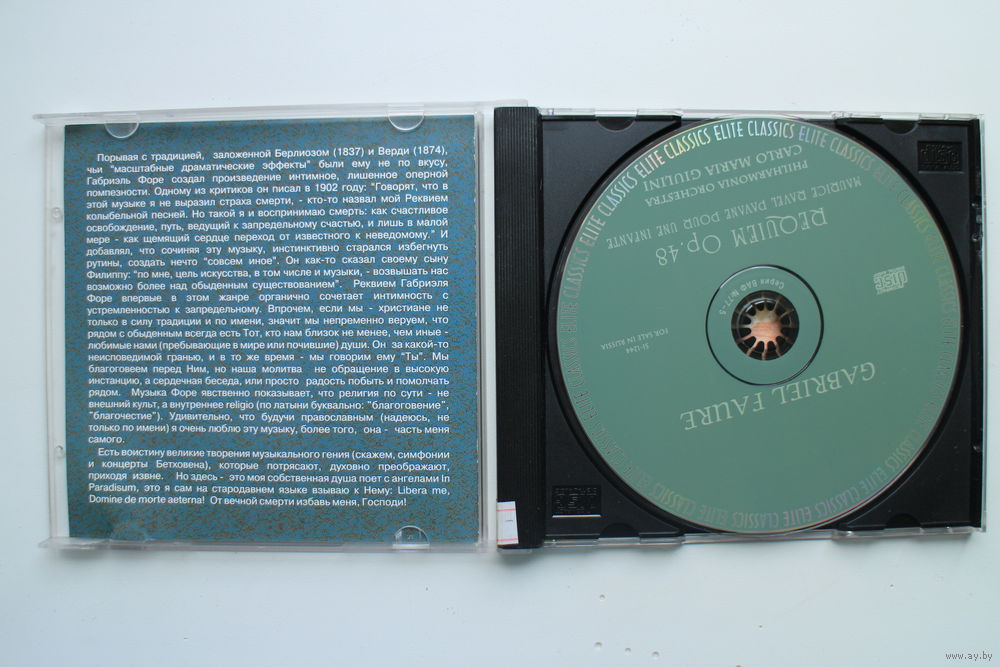 Порывая с традицией, заложенной Берлиозом (1837) и Верди (1874),
чьи "масштабные драматические эффекты" были ему не по вкусу,
Габриэль Форе создал произведение интимное, лишенное оперной
помпезности. Одному из критиков он писал в 1902 году: "Говорят, что в
этой музыке я не выразил страха смерти, - кто-то назвал мой Реквием
колыбельной песней. Но такой я и воспринимаю смерть: как счастливое
освобождение, путь, ведущий к запредельному счастью, и лишь в малой
мере - как щемящий сердце переход от известного к неведомому." И
добавлял, что сочиняя эту музыку, инстинктивно старался избегнуть
рутины, создать нечто "совсем иное". Он как-то сказал своему сыну
Филиппу: "по мне, цель искусства, в том числе и музыки, - возвышать нас
возможно более над обыденным существованием". Реквием Габриэля
Форе впервые в этом жанре органично сочетает интимность с
устремленностью к запредельному. Впрочем, если мы - христиане не
только в силу традиции и по имени, значит мы непременно веруем, что
рядом с обыденным всегда есть Тот, кто нам близок не менее, чем иные -
любимые нами (пребывающие в мире или почившие) души. Он за какой-то
неисповедимой гранью, и в то же время - мы говорим ему "Ты". Мы
благоговеем перед Ним, но наша молитва не обращение в высокую
инстанцию, а сердечная беседа, или просто радость побыть и помолчать
рядом. Музыка Форе явственно показывает, что религия по сути - не
внешний культ, а внутреннее religio (по латыни буквально: "благоговение",
"благочестие"). Удивительно, что будучи православным (надеюсь, не
только по имени) я очень люблю эту музыку, более того, она - часть меня
самого.
Есть воистину великие творения музыкального гения (скажем, симфонии
и концерты Бетховена), которые потрясают, духовно преображают,
приходя извне. Но здесь - это моя собственная душа поет с ангелами In
Paradisum, это я сам на стародавнем языке взываю к Нему: Libera me,
Domine de morte aeterna! От вечной смерти избавь меня, Господи!
ELITE CLASSICS ELITE CLASSICS ELITE CLASSICS ELITE CLASSICS
GABRIEL FAURE
SI-1244
FOR SALE IN RUSSIA
Серия ВАФ №77-5
COMPACT
disc
DIGITAL AUDIO
REQUIEM Op.48
MAURICE RAVEL PAVANE POUR UNE INFANTE
PHILHARMONIA ORCHESTRA
CARLO MARIA GIULINI
www.ay.by